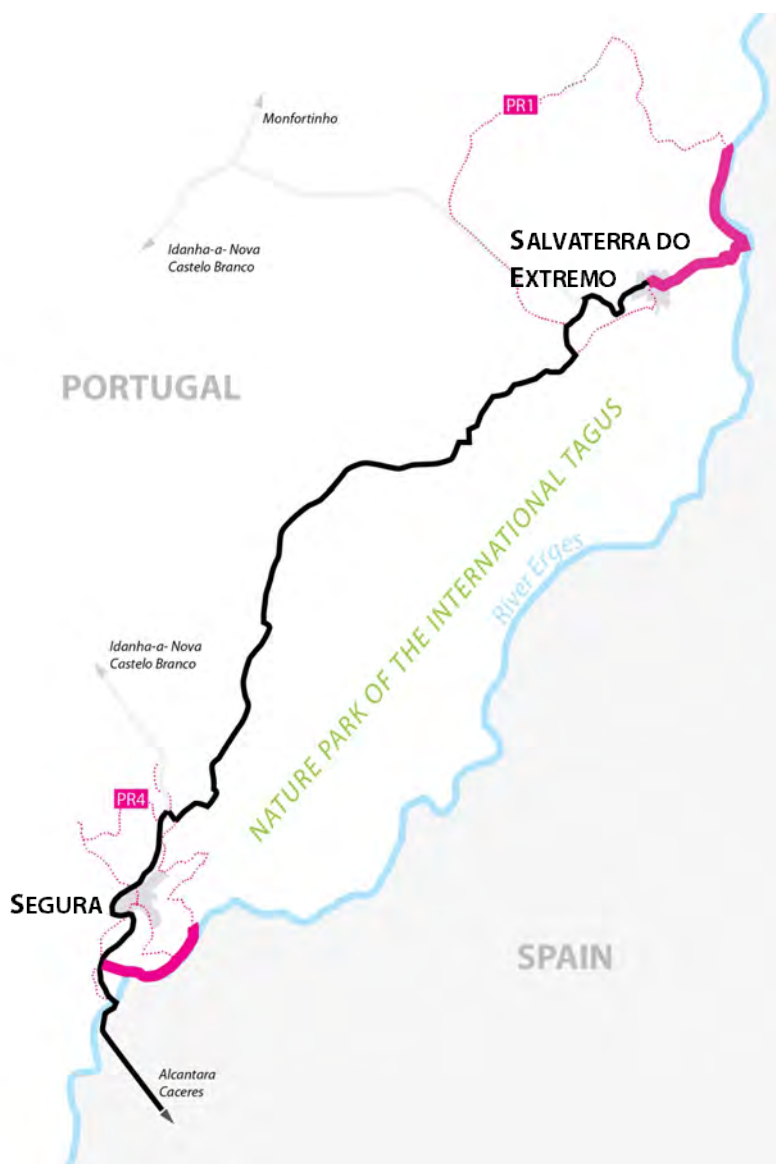 PR1
Monfortinho
SALVATERRA DO
EXTREMO
Idanha-a- Nova
Castelo Branco
PORTUGAL
NATURE PARK OF THE INTERNATIONAL TAGUS
River Erges
Idanha-a- Nova
Castelo Branco
PR4
SEGURA
SPAIN
Alcantara
Caceres